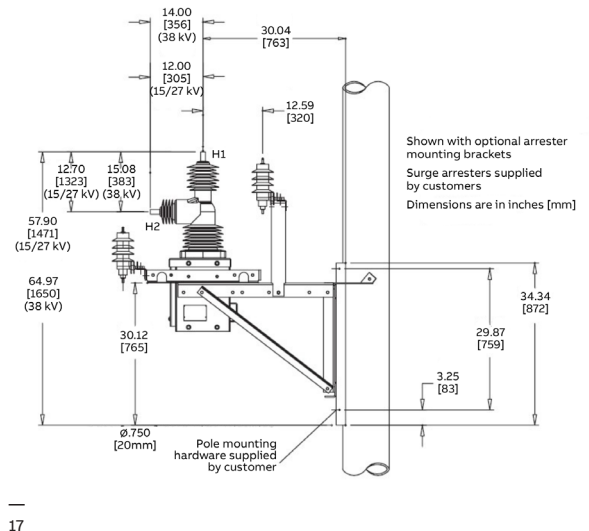 14.00
[356]
(38 kV)
30.04
[763]
12.00
[305]
(15/27 kV)
12.59
[320]
H1
Shown with optional arrester
mounting brackets
Surge arresters supplied
by customers
Dimensions are in inches [mm]
12.70
[1323]
(15/27 kV)
15.08
[383]
(38 kV)
H2
57.90
[1471]
(15/27 kV)
64.97
[1650]
(38 kV)
30.12
[765]
34.34
[872]
29.87
[759]
3.25
[83]
Ø.750
[20mm]
Pole mounting
hardware supplied
by customer
17